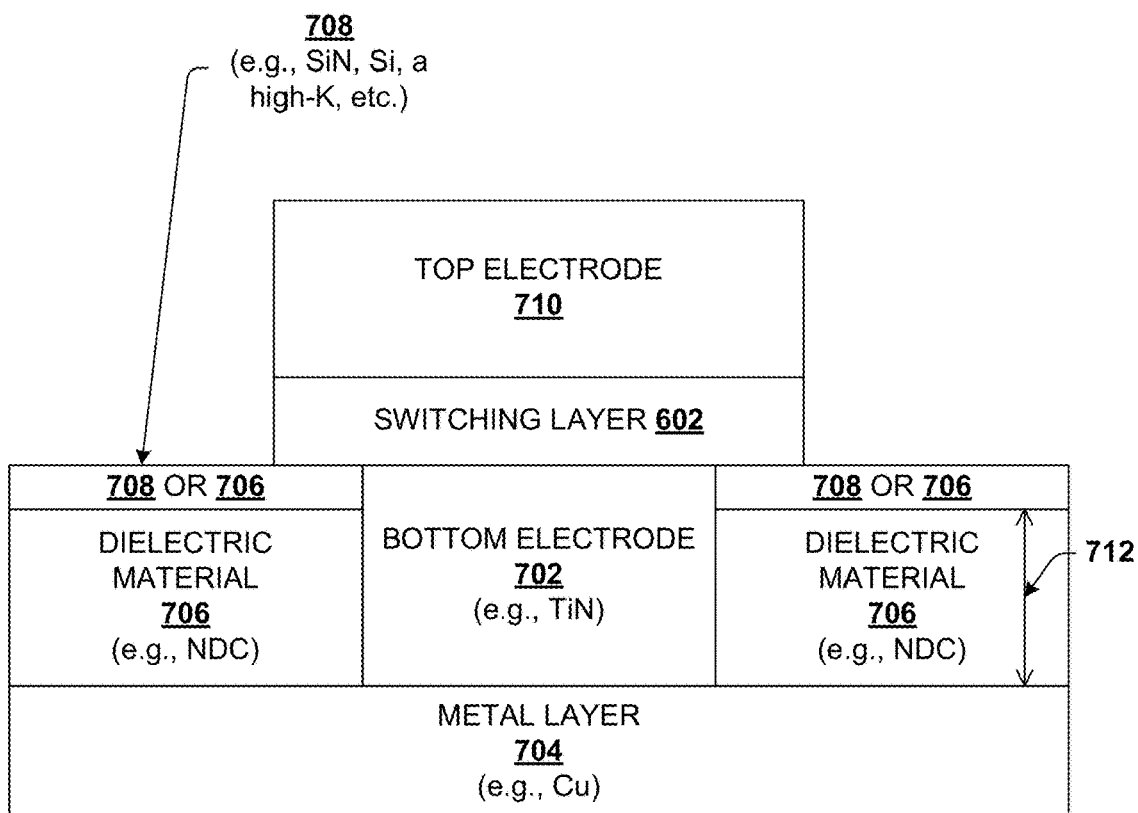 708
(e.g., SiN, Si, a
high-K, etc.)
TOP ELECTRODE
710
SWITCHING LAYER 602
708 OR 706
708 OR 706
DIELECTRIC
MATERIAL
706
(e.g., NDC)
BOTTOM ELECTRODE
702
(e.g., TiN)
DIELECTRIC
MATERIAL
706
(e.g., NDC)
712
METAL LAYER
704
(e.g., Cu)